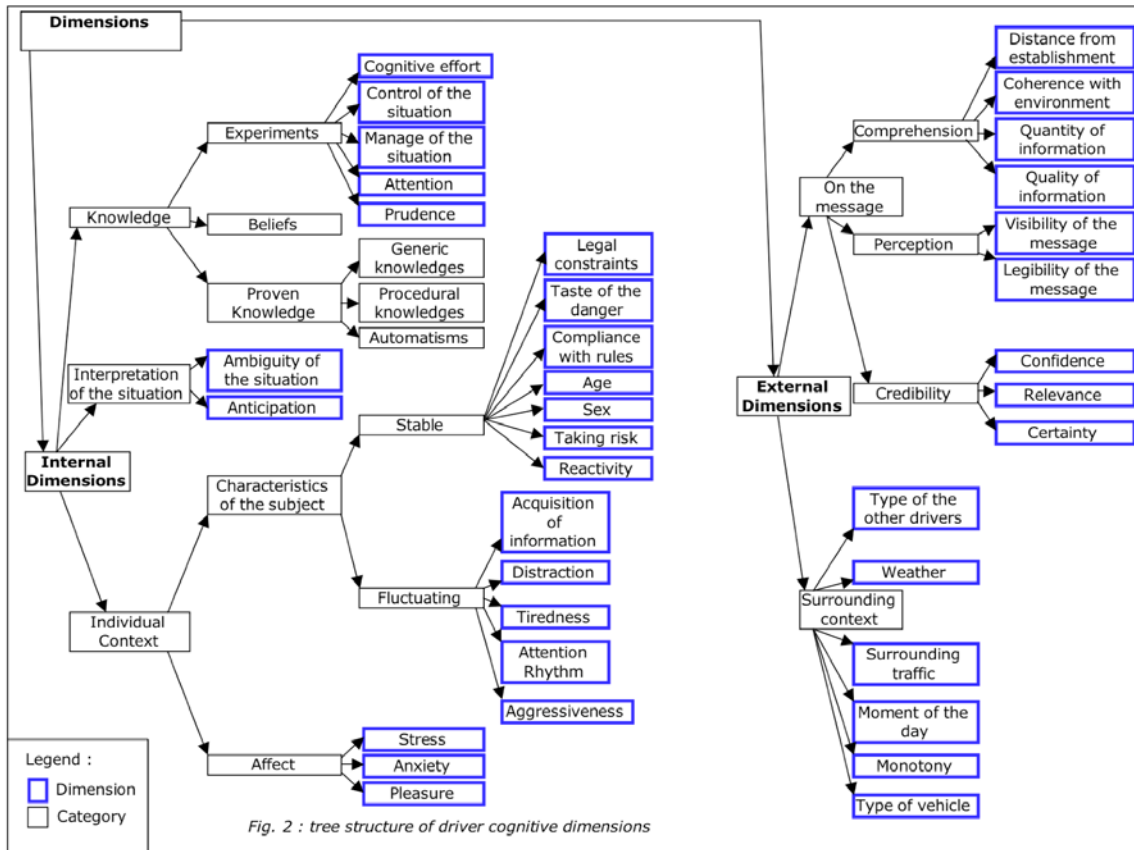 Dimensions
Cognitive effort
Control of the
situation
Experiments
Manage of the
situation
Attention
Prudence
Knowledge
Beliefs
Generic
knowledges
Proven
Knowledge
Procedural
knowledges
Automatisms
Interpretation
of the situation
Ambiguity of
the situation
Anticipation
Internal
Dimensions
Legal
constraints
Taste of the
danger
Compliance
with rules
Age
Stable
Sex
Taking risk
Reactivity
Characteristics
of the subject
Acquisition
of
information
Distraction
Fluctuating
Tiredness
Attention
Rhythm
Aggressiveness
Individual
Context
Stress
Affect
Anxiety
Pleasure
Distance from
establishment
Coherence with
environment
Comprehension
Quantity of
information
Quality of
information
On the
message
Visibility of the
message
Perception
Legibility of the
message
External
Dimensions
Confidence
Credibility
Relevance
Certainty
Type of the
other drivers
Weather
Surrounding
context
Surrounding
traffic
Moment of the
day
Monotony
Type of vehicle
Legend :
Dimension
Category
Fig. 2 : tree structure of driver cognitive dimensions